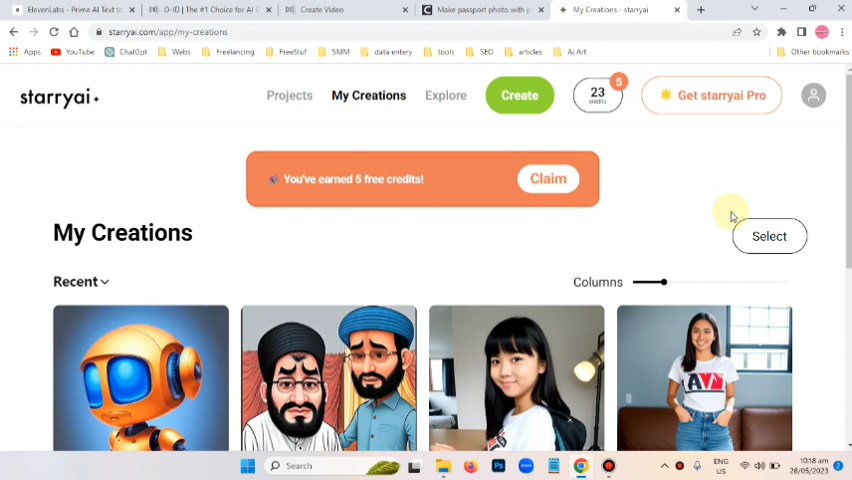 ElevenLabs - Prime AI Text to
D-ID | The #1 Choice for AI
Create Video
Make passport photo with p
My Creations - starryai
starryai.com/app/my-creations
Apps YouTube ChatGpt Webs Freelancing FreeStuf SMM data entery tools SEO articles Ai Art Other bookmarks
starryai
Projects My Creations Explore Create 23 credits 5 Get starryai Pro
You've earned 5 free credits! Claim
My Creations
Select
Recent Columns
AVN
Search
Ps
ENG
US
10:18 am
28/05/2023
2